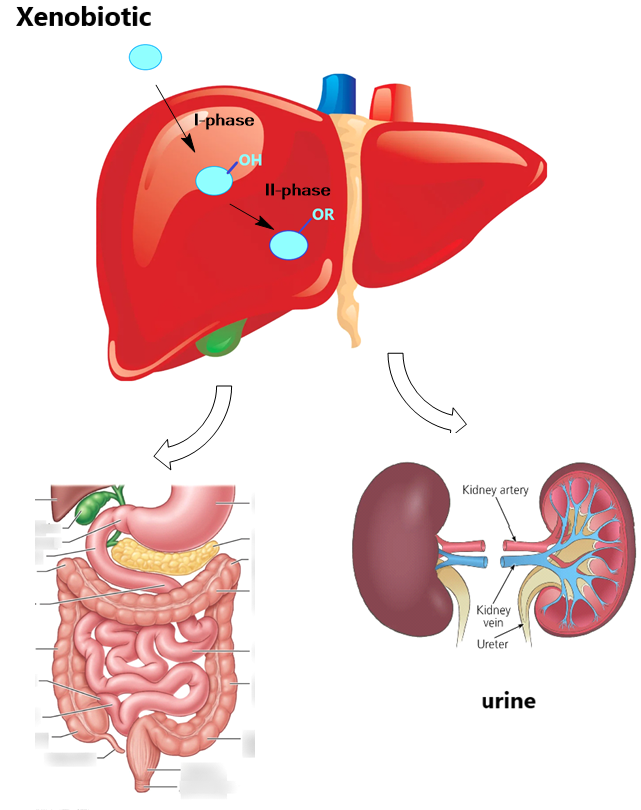 Xenobiotic
I-phase
OH
II-phase
OR
Kidney artery
Kidney
vein
Ureter
urine